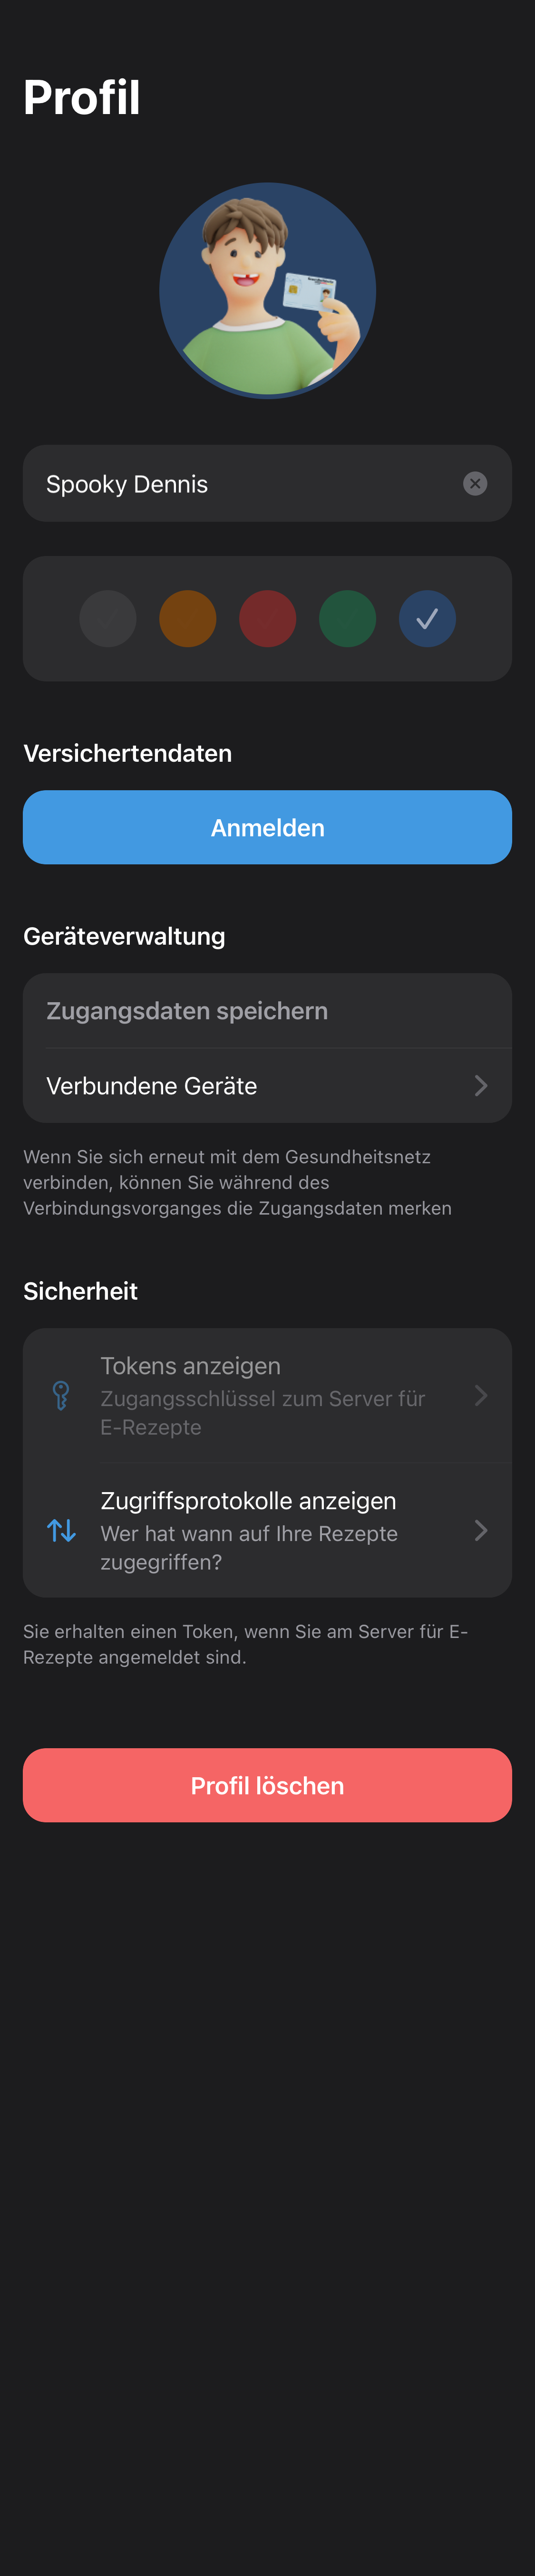 Profil
Spooky Dennis
Versichertendaten
Anmelden
Geräteverwaltung
Zugangsdaten speichern
Verbundene Geräte
Wenn Sie sich erneut mit dem Gesundheitsnetz
verbinden, können Sie während des
Verbindungsvorganges die Zugangsdaten merken
Sicherheit
Tokens anzeigen
Zugangsschlüssel zum Server für
E-Rezepte
Zugriffsprotokolle anzeigen
Wer hat wann auf Ihre Rezepte
zugegriffen?
Sie erhalten einen Token, wenn Sie am Server für E-
Rezepte angemeldet sind.
Profil löschen